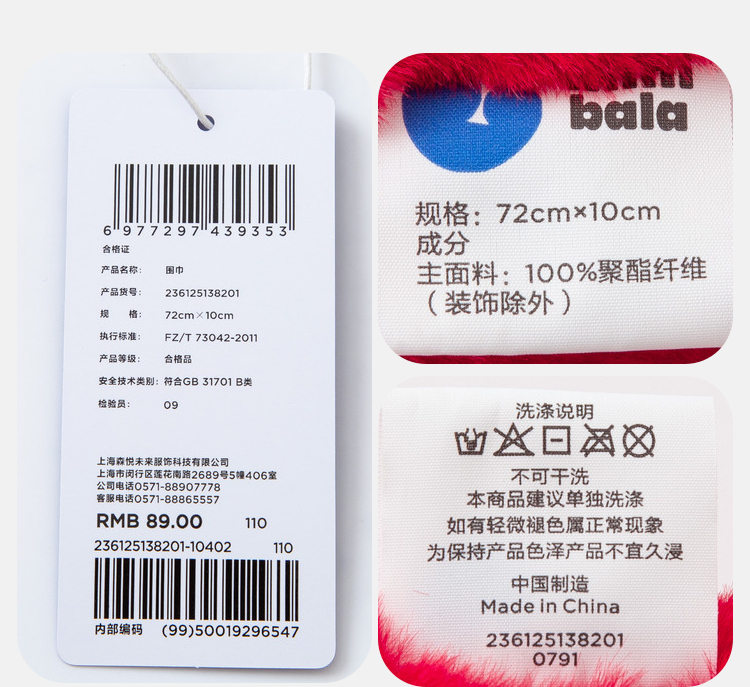 6 977297 439353
合格证
产品名称: 围巾
产品货号: 236125138201
规 格: 72cm×10cm
执行标准: FZ/T 73042-2011
产品等级: 合格品
安全技术类别: 符合GB 31701 B类
检验员: 09
上海森悦未来服饰科技有限公司
上海市闵行区莲花南路2689号5幢406室
公司电话0571-88907778
客服电话0571-88865557
RMB 89.00 110
236125138201-10402 110
内部编码 (99)50019296547
bala
规格: 72cm×10cm
成分
主面料: 100%聚酯纤维
(装饰除外)
洗涤说明
不可干洗
本商品建议单独洗涤
如有轻微褪色属正常现象
为保持产品色泽产品不宜久浸
中国制造
Made in China
236125138201
0791